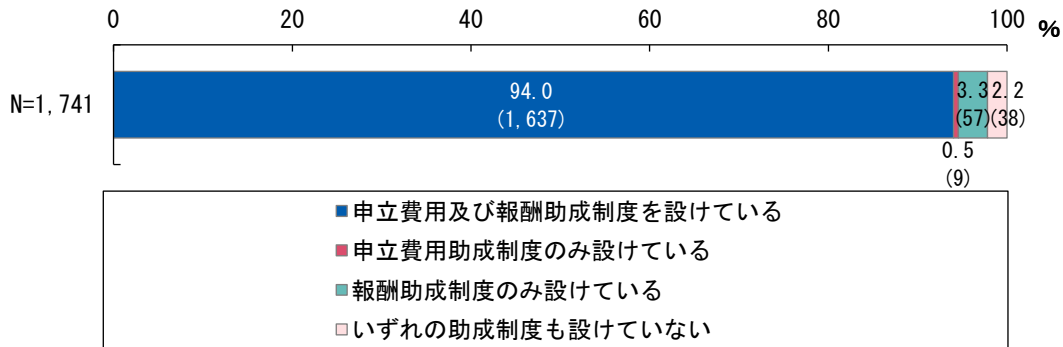 0 20 40 60 80 100 %
N=1,741
94.0 3.3 2.2
(1,637) (57) (38)
0.5
(9)
申立費用及び報酬助成制度を設けている
申立費用助成制度のみ設けている
報酬助成制度のみ設けている
いずれの助成制度も設けていない